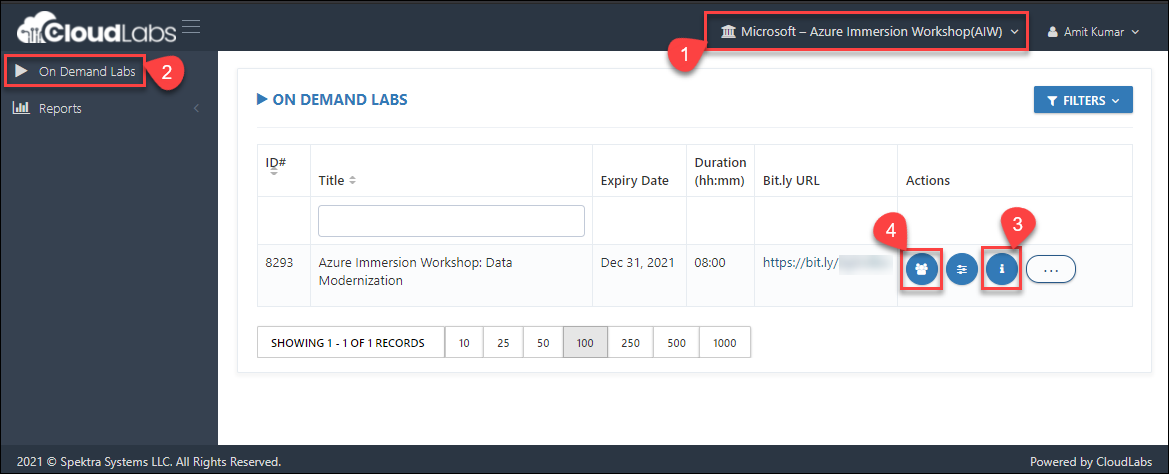 CloudLabs
Microsoft – Azure Immersion Workshop(AIW)
Amit Kumar
1
On Demand Labs
2
Reports
ON DEMAND LABS
FILTERS
ID#
Title
Expiry Date
Duration
(hh:mm)
Bit.ly URL
Actions
4
3
8293
Azure Immersion Workshop: Data
Modernization
Dec 31, 2021
08:00
https://bit.ly/
i
...
SHOWING 1 - 1 OF 1 RECORDS
10
25
50
100
250
500
1000
2021 © Spektra Systems LLC. All Rights Reserved.
Powered by CloudLabs